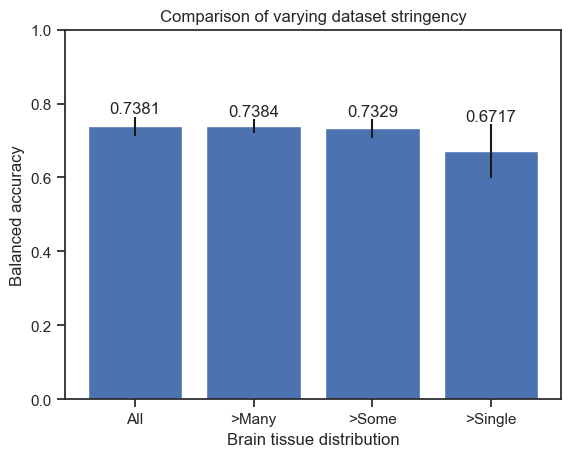 Comparison of varying dataset stringency
1.0
0.8
0.6
0.4
0.2
0.0
Balanced accuracy
0.7381
0.7384
0.7329
0.6717
All
>Many
>Some
>Single
Brain tissue distribution